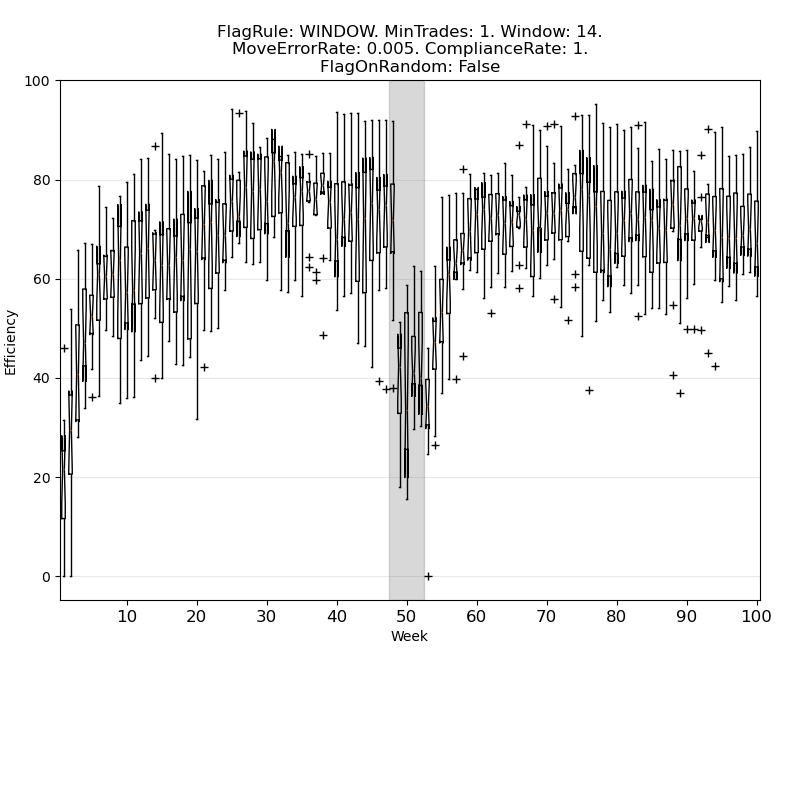 FlagRule: WINDOW. MinTrades: 1. Window: 14.
MoveErrorRate: 0.005. ComplianceRate: 1.
FlagOnRandom: False
100
80
60
40
20
0
Efficiency
10 20 30 40 50 60 70 80 90 100
Week